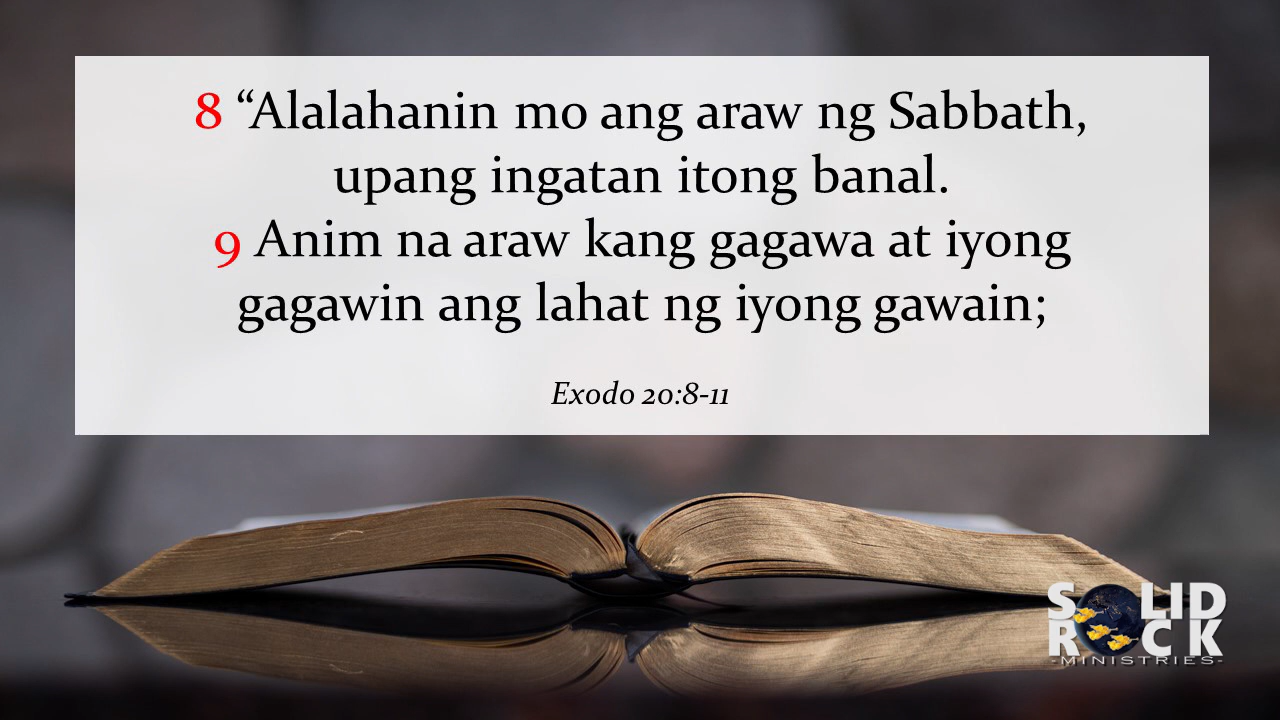 8 “Alalahanin mo ang araw ng Sabbath,
upang ingatan itong banal.
9 Anim na araw kang gagawa at iyong
gagawin ang lahat ng iyong gawain;
Exodo 20:8-11
SOLID
ROCK
-MINISTRIES-